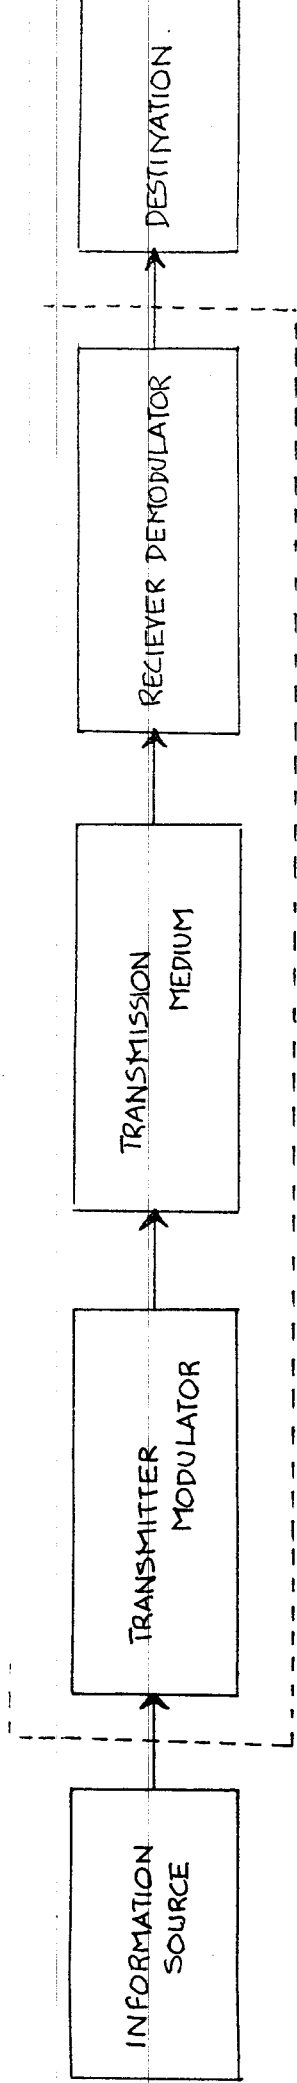 INFORMATION
SOURCE
TRANSMITTER
MODULATOR
TRANSMISSION
MEDIUM
RECIEVER DEMODULATOR
DESTINATION.